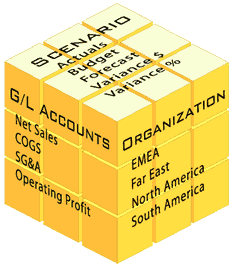 SCENARIO
Actuals
Budget
Forecast
Variance $
Variance %
G/L ACCOUNTS
Net Sales
COGS
SG&A
Operating Profit
ORGANIZATION
EMEA
Far East
North America
South America